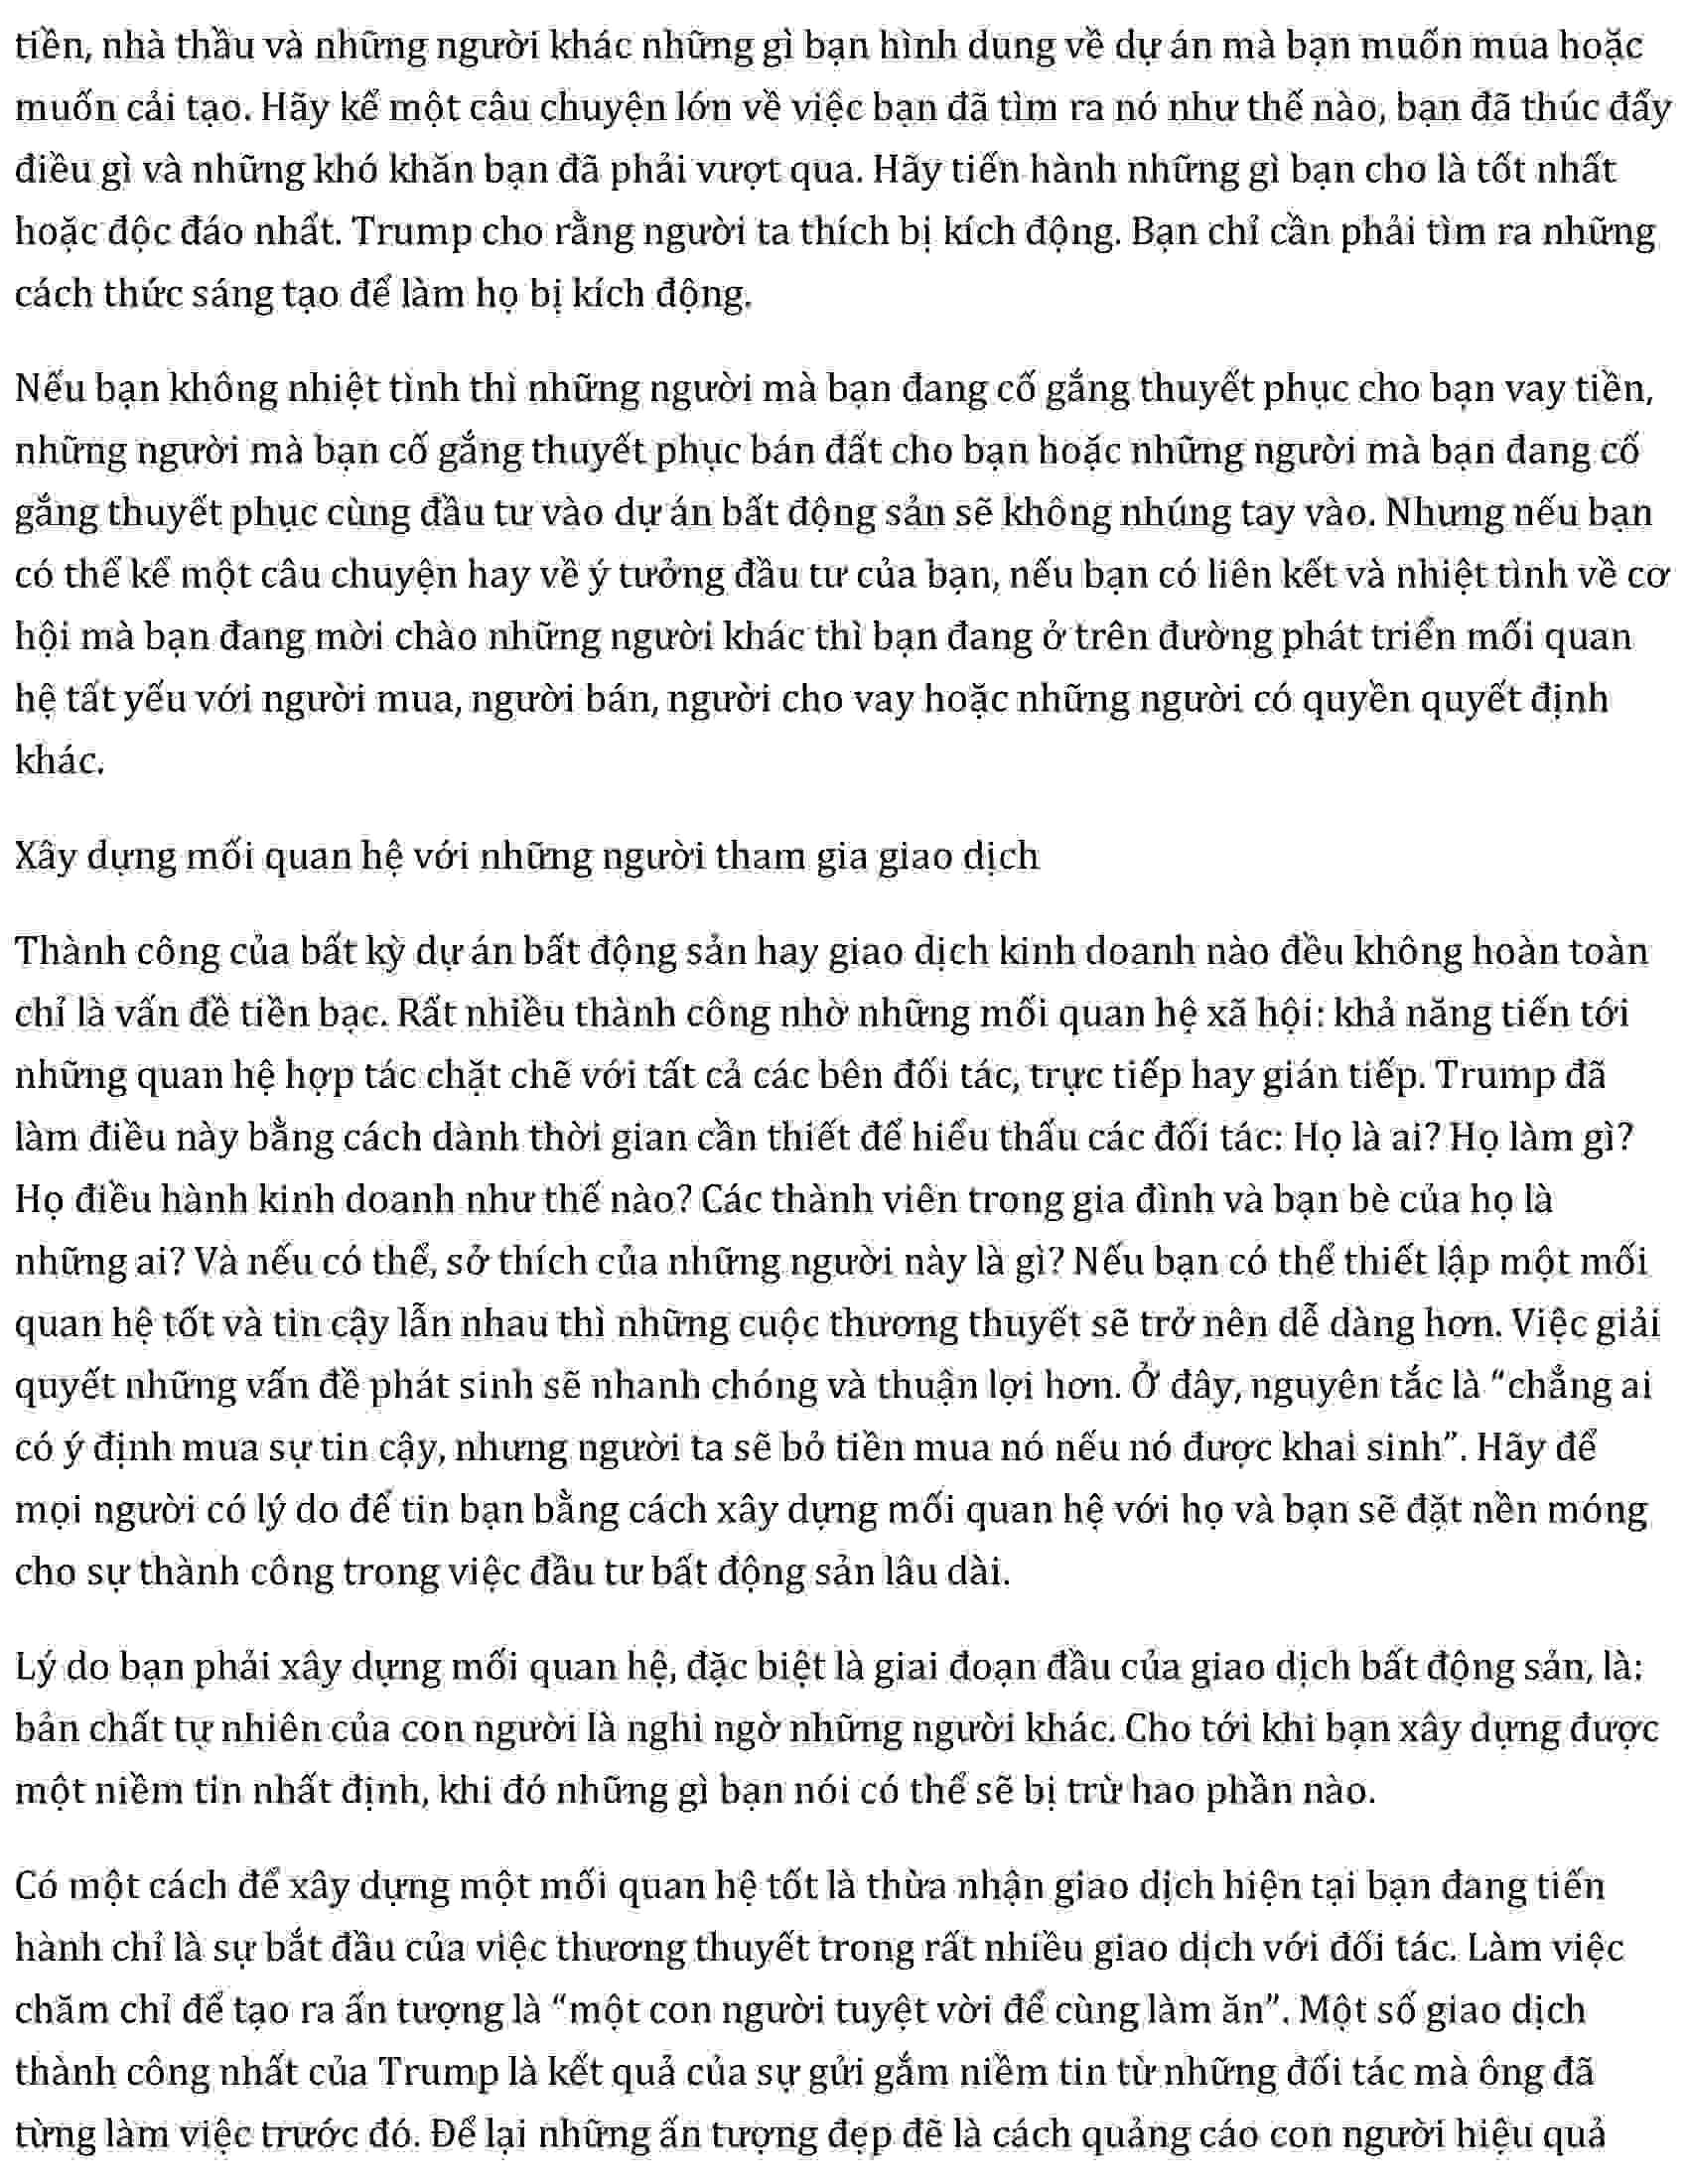 tiền, nhà thầu và những người khác những gì bạn hình dung về dự án mà bạn muốn mua hoặc
muốn cải tạo. Hãy kể một câu chuyện lớn về việc bạn đã tìm ra nó như thế nào, bạn đã thúc đẩy
điều gì và những khó khăn bạn đã phải vượt qua. Hãy tiến hành những gì bạn cho là tốt nhất
hoặc độc đáo nhất. Trump cho rằng người ta thích bị kích động. Bạn chỉ cần phải tìm ra những
cách thức sáng tạo để làm họ bị kích động.
Nếu bạn không nhiệt tình thì những người mà bạn đang cố gắng thuyết phục cho bạn vay tiền,
những người mà bạn cố gắng thuyết phục bán đất cho bạn hoặc những người mà bạn đang cố
gắng thuyết phục cùng đầu tư vào dự án bất động sản sẽ không nhúng tay vào. Nhưng nếu bạn
có thể kể một câu chuyện hay về ý tưởng đầu tư của bạn, nếu bạn có liên kết và nhiệt tình về cơ
hội mà bạn đang mời chào những người khác thì bạn đang ở trên đường phát triển mối quan
hệ tất yếu với người mua, người bán, người cho vay hoặc những người có quyền quyết định
khác.
Xây dựng mối quan hệ với những người tham gia giao dịch
Thành công của bất kỳ dự án bất động sản hay giao dịch kinh doanh nào đều không hoàn toàn
chỉ là vấn đề tiền bạc. Rất nhiều thành công nhờ những mối quan hệ xã hội: khả năng tiến tới
những quan hệ hợp tác chặt chẽ với tất cả các bên đối tác, trực tiếp hay gián tiếp. Trump đã
làm điều này bằng cách dành thời gian cần thiết để hiểu thấu các đối tác: Họ là ai? Họ làm gì?
Họ điều hành kinh doanh như thế nào? Các thành viên trong gia đình và bạn bè của họ là
những ai? Và nếu có thể, sở thích của những người này là gì? Nếu bạn có thể thiết lập một mối
quan hệ tốt và tin cậy lẫn nhau thì những cuộc thương thuyết sẽ trở nên dễ dàng hơn. Việc giải
quyết những vấn đề phát sinh sẽ nhanh chóng và thuận lợi hơn. Ở đây, nguyên tắc là “chẳng ai
có ý định mua sự tin cậy, nhưng người ta sẽ bỏ tiền mua nó nếu nó được khai sinh”. Hãy để
mọi người có lý do để tin bạn bằng cách xây dựng mối quan hệ với họ và bạn sẽ đặt nền móng
cho sự thành công trong việc đầu tư bất động sản lâu dài.
Lý do bạn phải xây dựng mối quan hệ, đặc biệt là giai đoạn đầu của giao dịch bất động sản, là:
bản chất tự nhiên của con người là nghi ngờ những người khác. Cho tới khi bạn xây dựng được
một niềm tin nhất định, khi đó những gì bạn nói có thể sẽ bị trừ hao phần nào.
Có một cách để xây dựng một mối quan hệ tốt là thừa nhận giao dịch hiện tại bạn đang tiến
hành chỉ là sự bắt đầu của việc thương thuyết trong rất nhiều giao dịch với đối tác. Làm việc
chăm chỉ để tạo ra ấn tượng là “một con người tuyệt vời để cùng làm ăn”. Một số giao dịch
thành công nhất của Trump là kết quả của sự gửi gắm niềm tin từ những đối tác mà ông đã
từng làm việc trước đó. Để lại những ấn tượng đẹp đẽ là cách quảng cáo con người hiệu quả